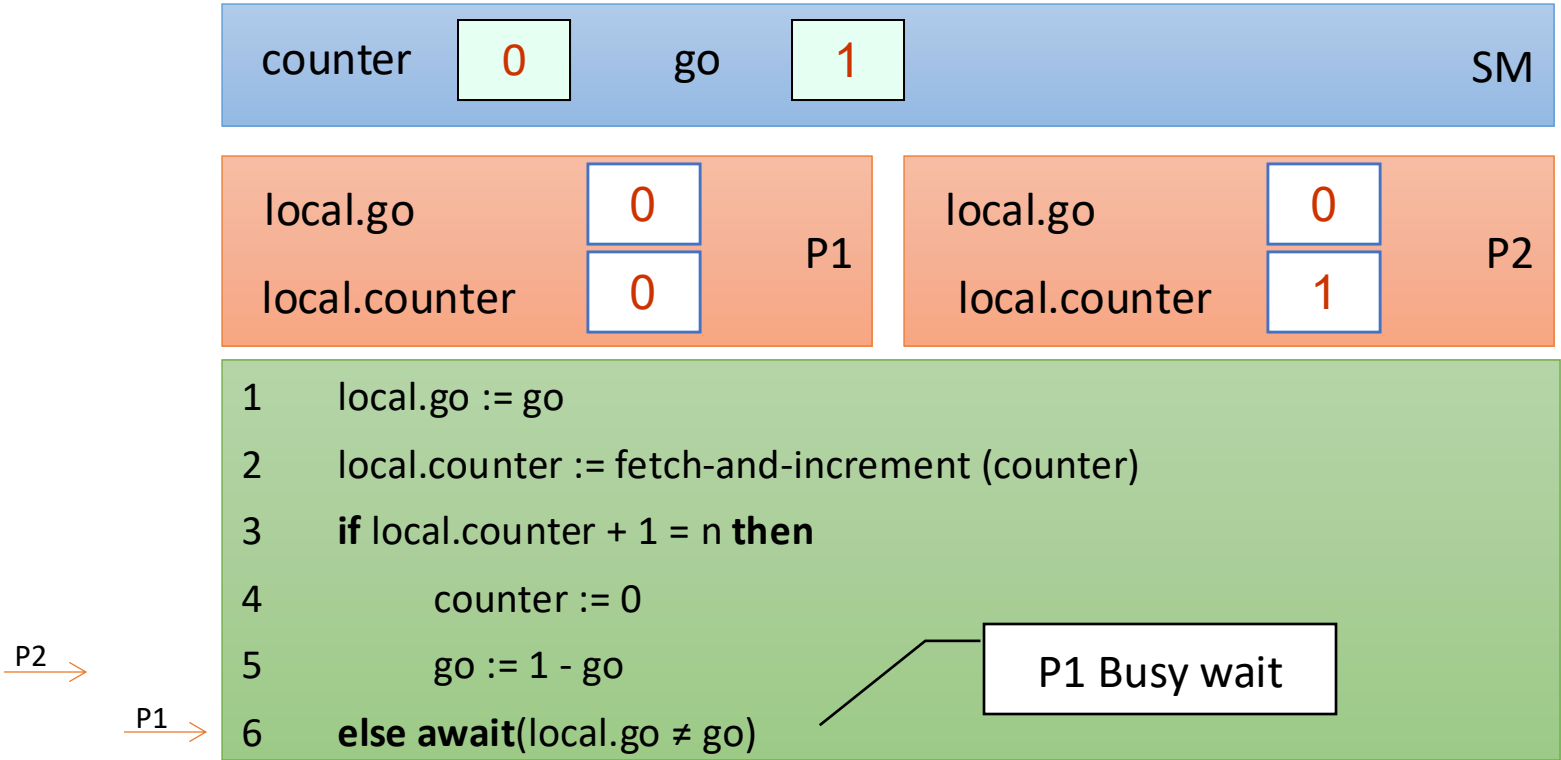 counter 0 go 1 SM
local.go 0
local.counter 0
P1
local.go 0
local.counter 1
P2
1 local.go := go
2 local.counter := fetch-and-increment (counter)
3 if local.counter + 1 = n then
4 counter := 0
P2
5 go := 1 - go
P1 Busy wait
P1
6 else await(local.go ≠ go)